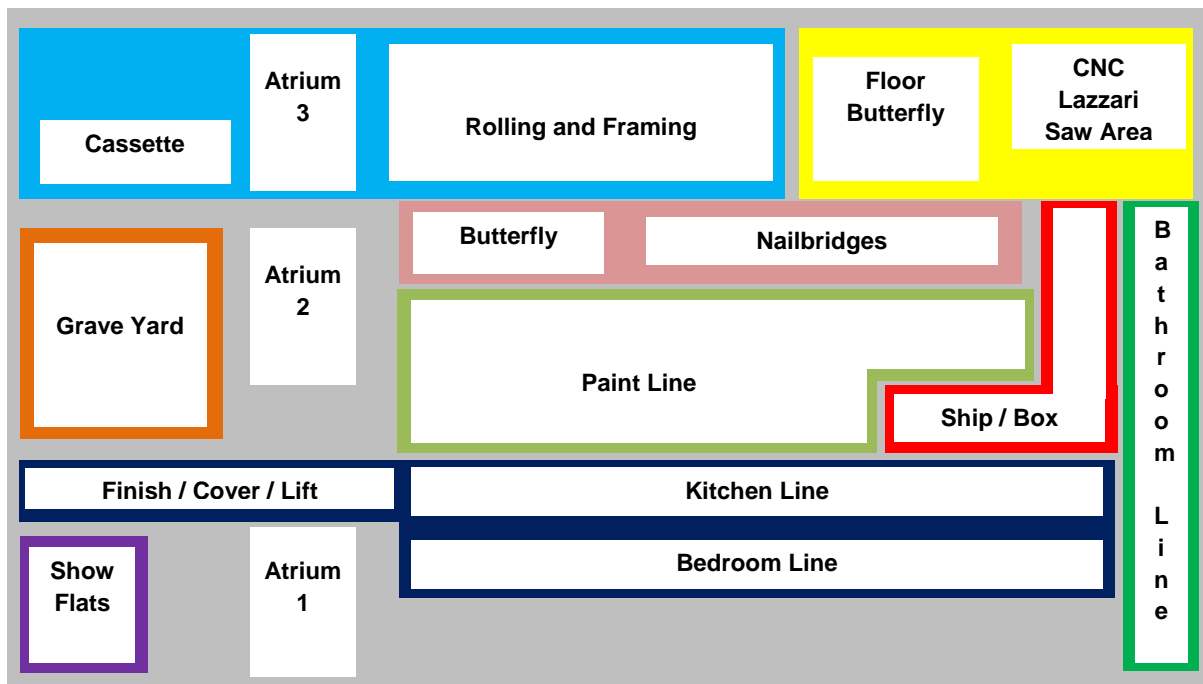 Cassette
Atrium
3
Rolling and Framing
Floor
Butterfly
CNC
Lazzari
Saw Area
Grave Yard
Atrium
2
Butterfly
Nailbridges
Paint Line
Ship / Box
B
a
t
h
r
o
o
m
L
i
n
e
Finish / Cover / Lift
Kitchen Line
Bedroom Line
Show
Flats
Atrium
1